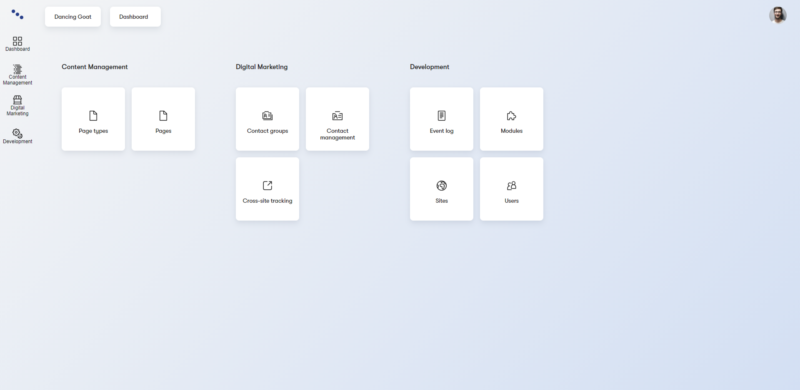 Dancing Goat
Dashboard
Dashboard
Content
Management
Digital
Marketing
Development
Content Management
Digital Marketing
Development
Page types
Pages
Contact groups
Contact
management
Event log
Modules
Cross-site tracking
Sites
Users